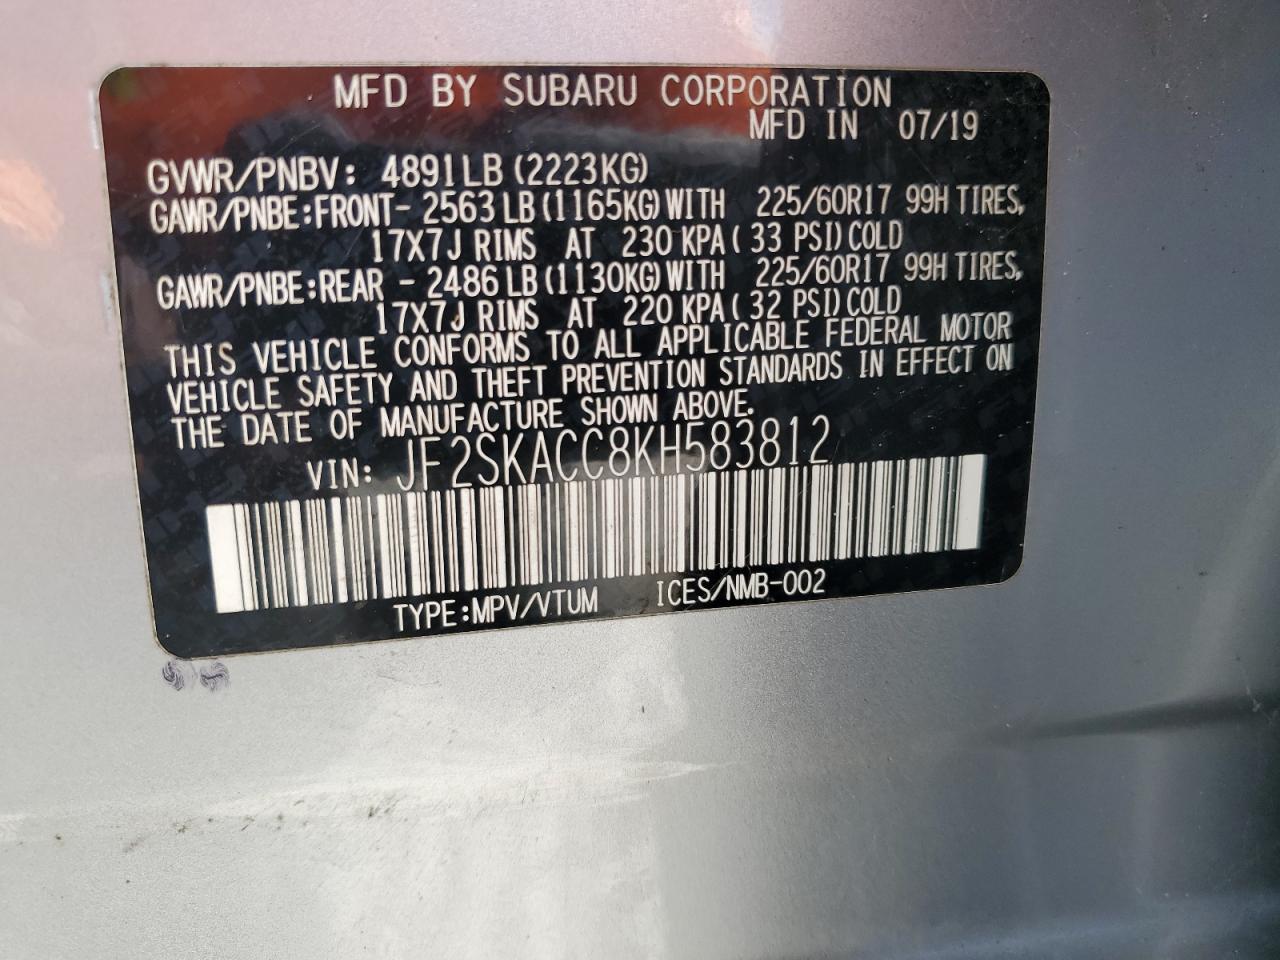 MFD BY SUBARU CORPORATION
MFD IN 07/19
GVWR/PNBV: 4891LB (2223KG)
GAWR/PNBE:FRONT- 2563 LB (1165KG) WITH 225/60R17 99H TIRES,
17X7J RIMS AT 230 KPA ( 33 PSI) COLD
GAWR/PNBE:REAR - 2486 LB (1130KG) WITH 225/60R17 99H TIRES,
17X7J RIMS AT 220 KPA ( 32 PSI) COLD
THIS VEHICLE CONFORMS TO ALL APPLICABLE FEDERAL MOTOR
VEHICLE SAFETY AND THEFT PREVENTION STANDARDS IN EFFECT ON
THE DATE OF MANUFACTURE SHOWN ABOVE.
VIN: JF2SKACC8KH583812
TYPE:MPV/VTUM ICES/NMB-002